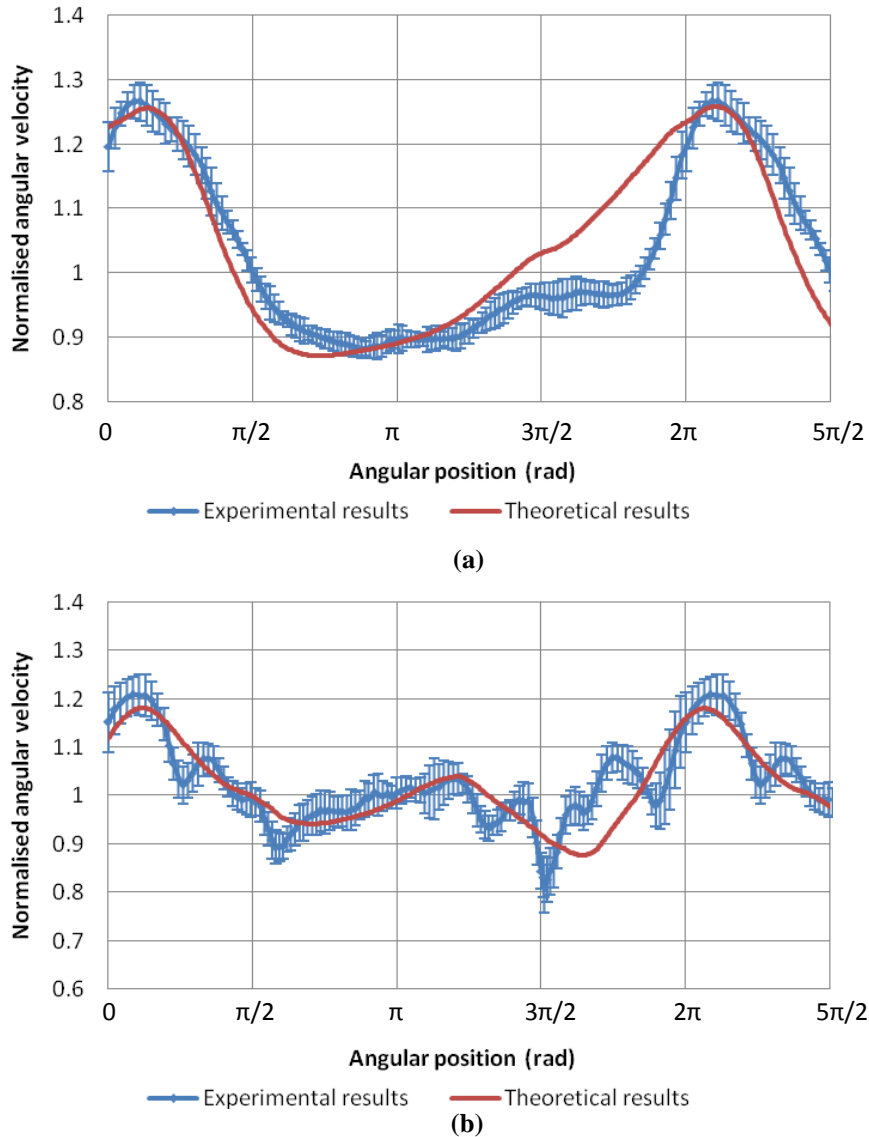 1.4
1.3
1.2
1.1
1
0.9
0.8
Normalised angular velocity
0 π/2 π 3π/2 2π 5π/2
Angular position (rad)
Experimental results Theoretical results
(a)
1.4
1.3
1.2
1.1
1
0.9
0.8
0.7
0.6
Normalised angular velocity
0 π/2 π 3π/2 2π 5π/2
Angular position (rad)
Experimental results Theoretical results
(b)